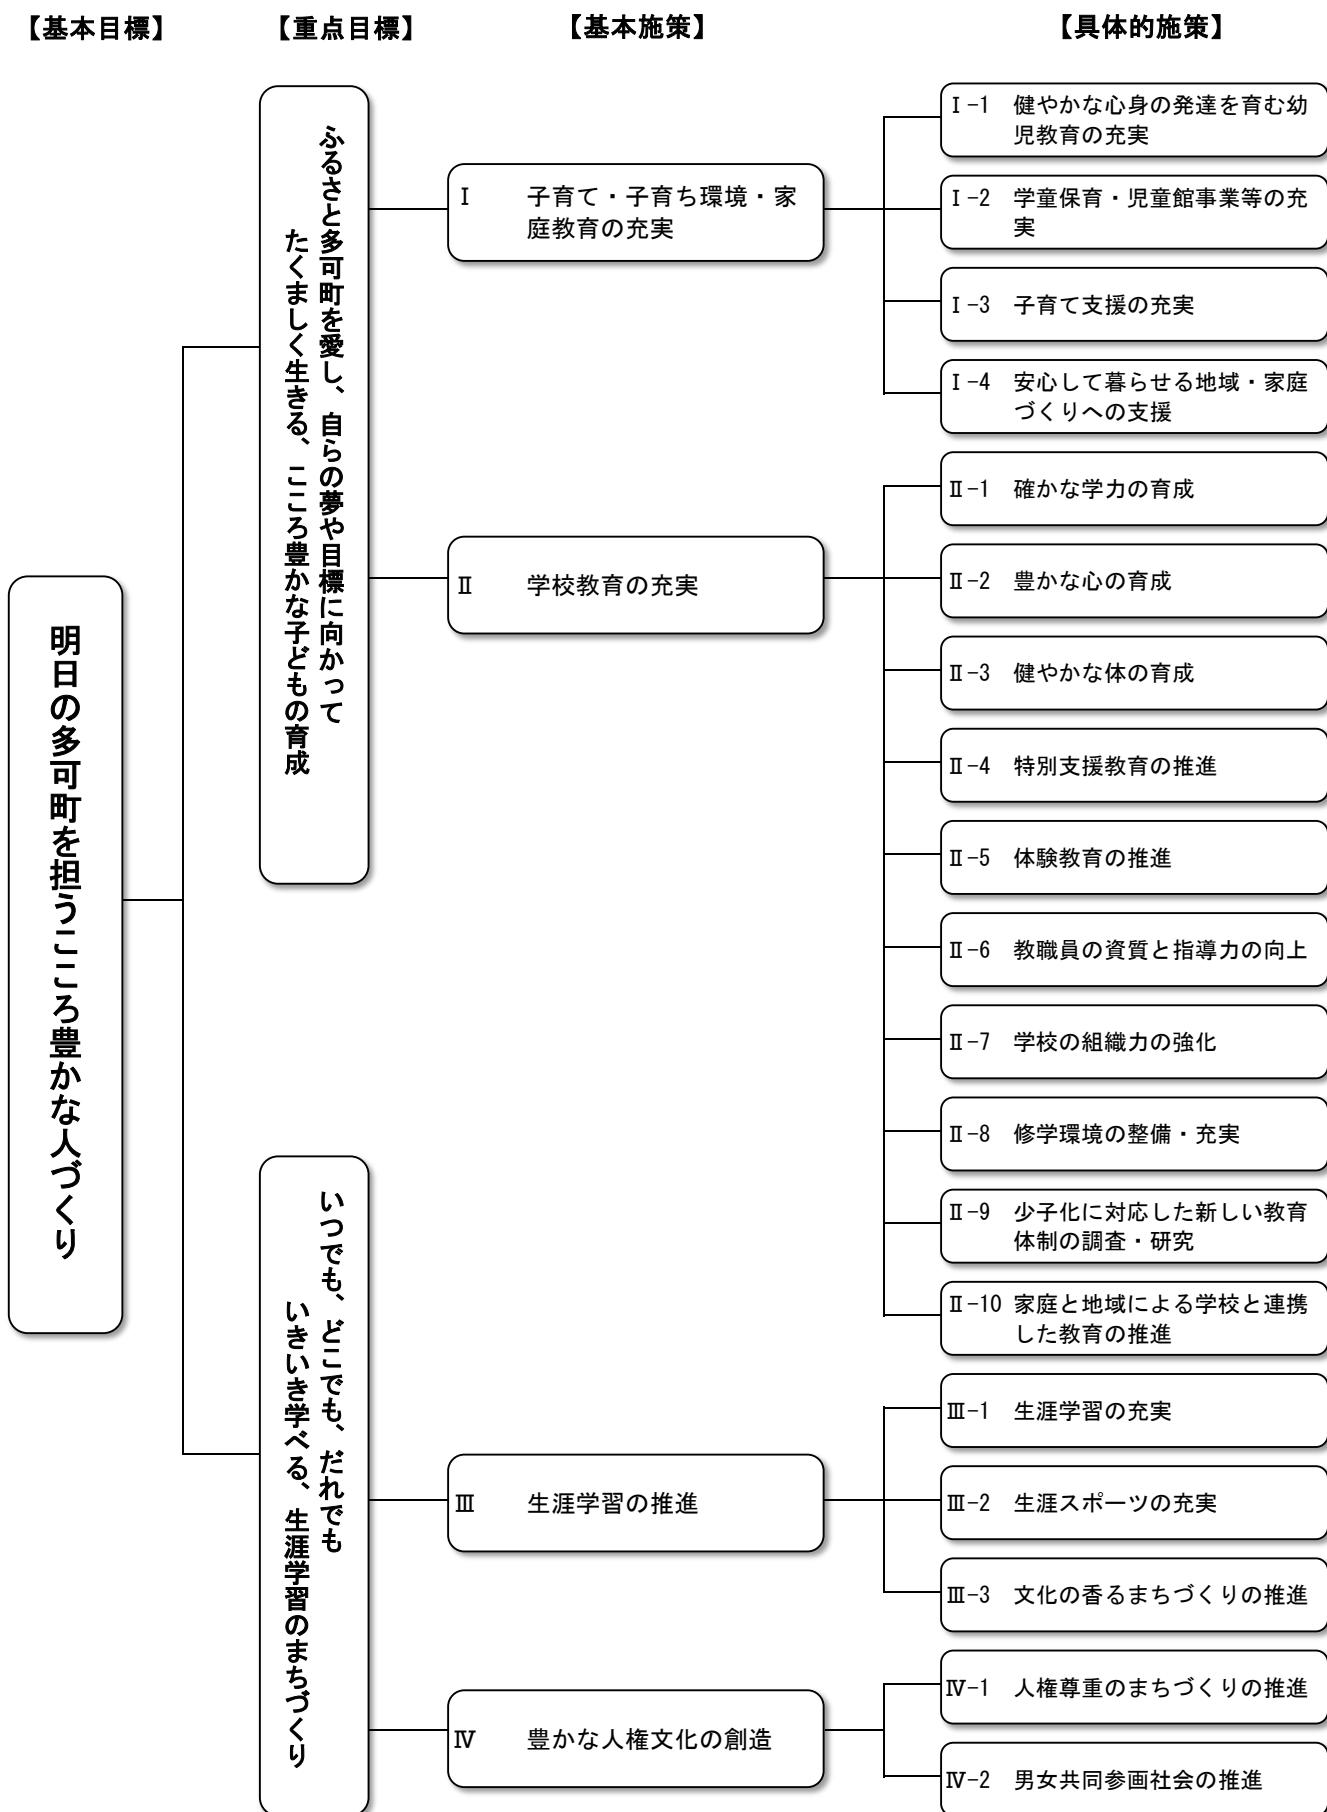 【基本目標】
【重点目標】
【基本施策】
【具体的施策】
明日の多可町を担うこころ豊かな人づくり
ふるさと多可町を愛し、自らの夢や目標に向かって
たくましく生きる、こころ豊かな子どもの育成
Ⅰ 子育て・子育ち環境・家
庭教育の充実
Ⅰ-1 健やかな心身の発達を育む幼
児教育の充実
Ⅰ-2 学童保育・児童館事業等の充
実
Ⅰ-3 子育て支援の充実
Ⅰ-4 安心して暮らせる地域・家庭
づくりへの支援
Ⅱ 学校教育の充実
Ⅱ-1 確かな学力の育成
Ⅱ-2 豊かな心の育成
Ⅱ-3 健やかな体の育成
Ⅱ-4 特別支援教育の推進
Ⅱ-5 体験教育の推進
Ⅱ-6 教職員の資質と指導力の向上
Ⅱ-7 学校の組織力の強化
Ⅱ-8 修学環境の整備・充実
Ⅱ-9 少子化に対応した新しい教育
体制の調査・研究
Ⅱ-10 家庭と地域による学校と連携
した教育の推進
いつでも、どこでも、だれでも
いきいき学べる、生涯学習のまちづくり
Ⅲ 生涯学習の推進
Ⅲ-1 生涯学習の充実
Ⅲ-2 生涯スポーツの充実
Ⅲ-3 文化の香るまちづくりの推進
Ⅳ 豊かな人権文化の創造
Ⅳ-1 人権尊重のまちづくりの推進
Ⅳ-2 男女共同参画社会の推進